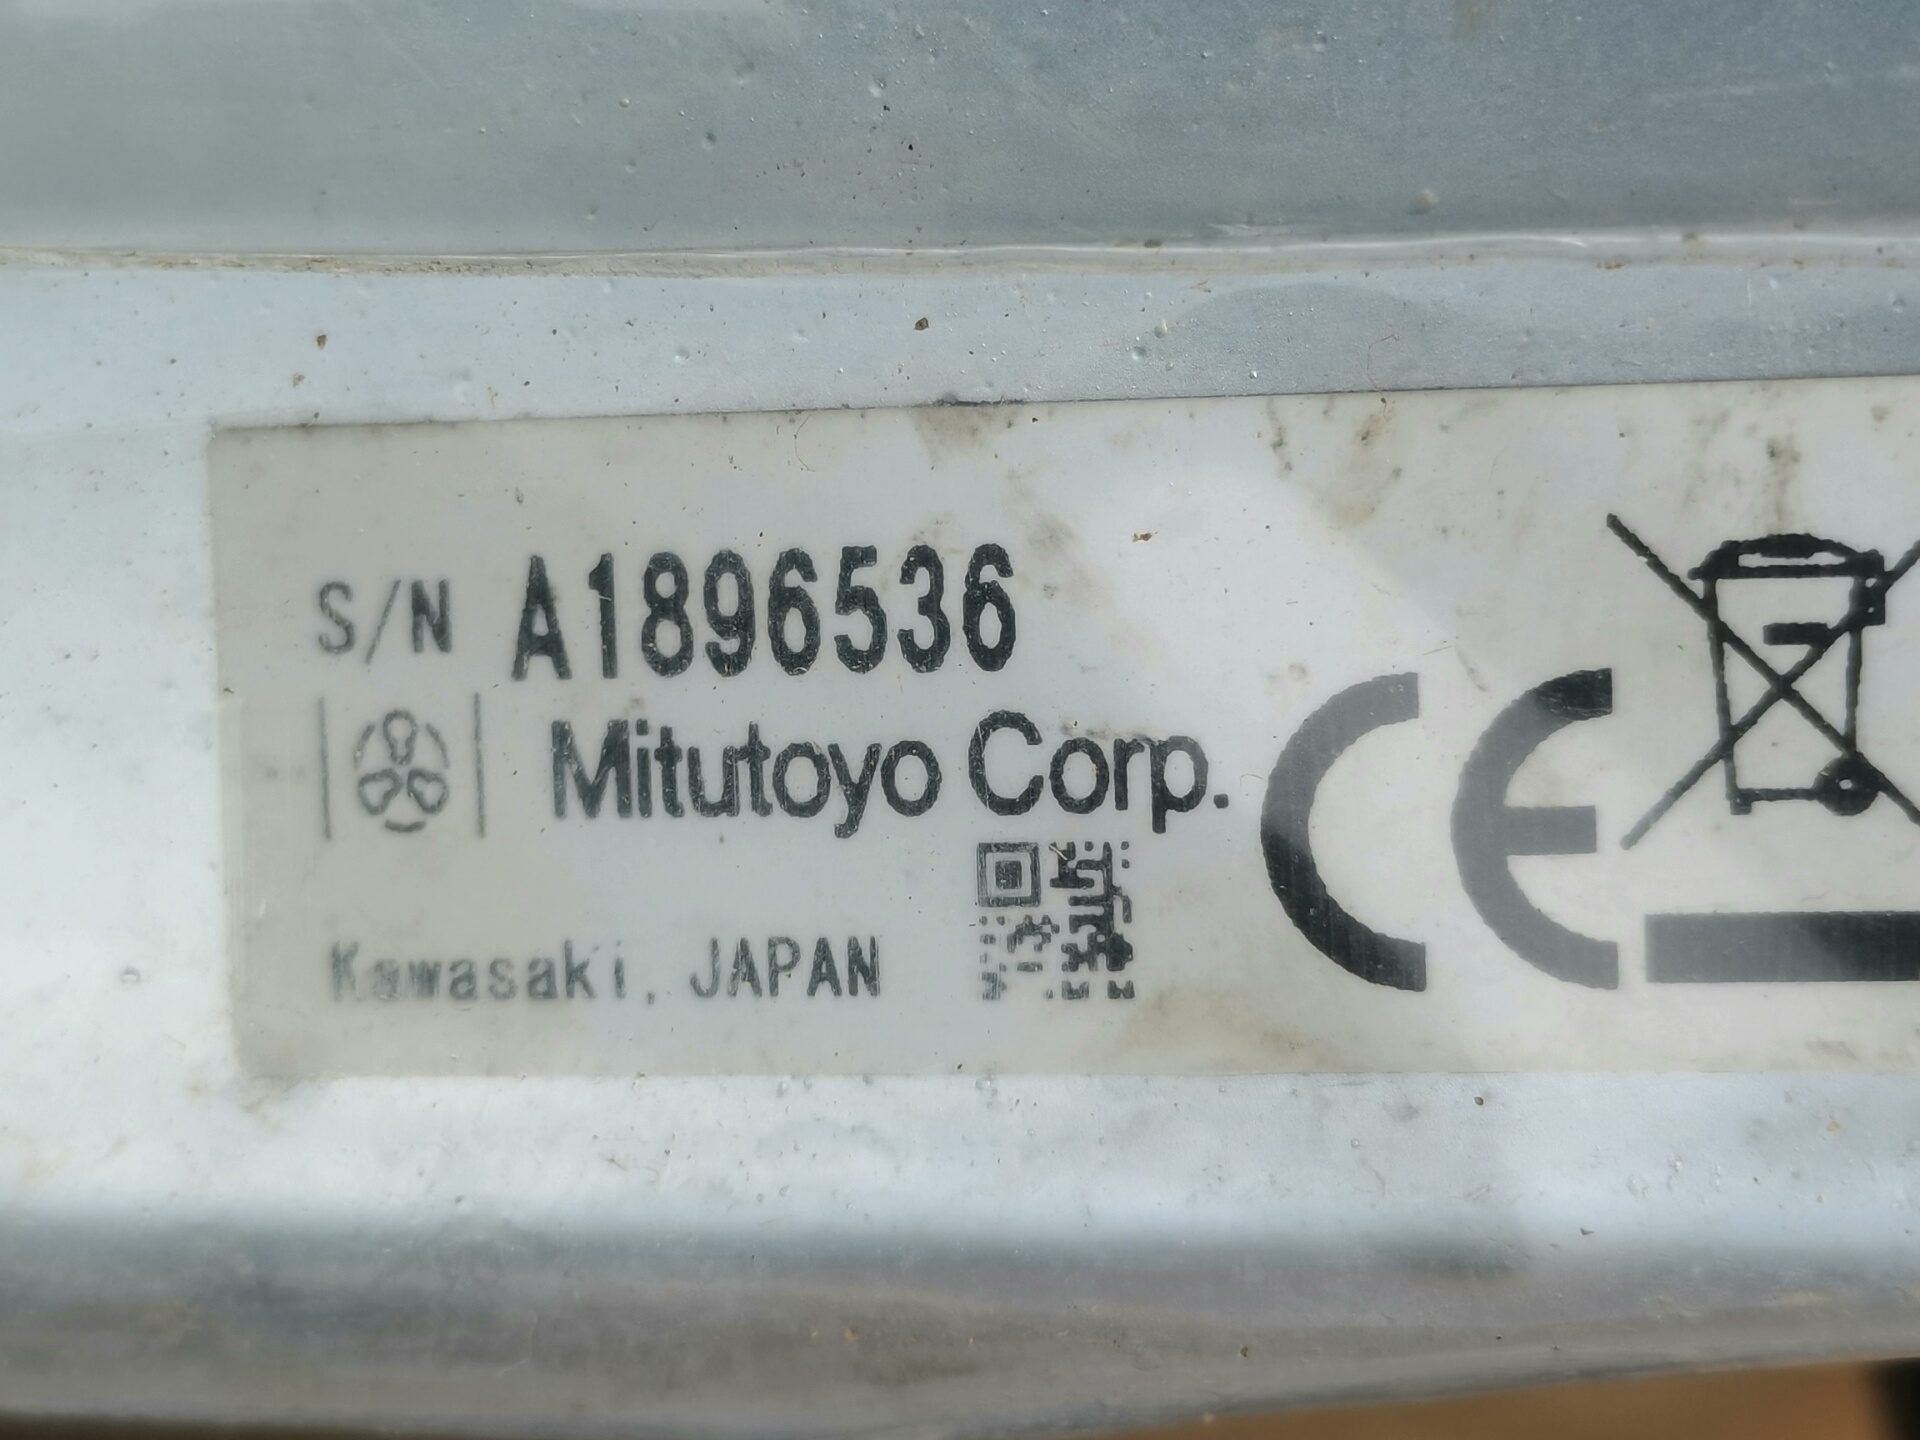 S/N A1896536
Mitutoyo Corp.
Kawasaki, JAPAN
CE